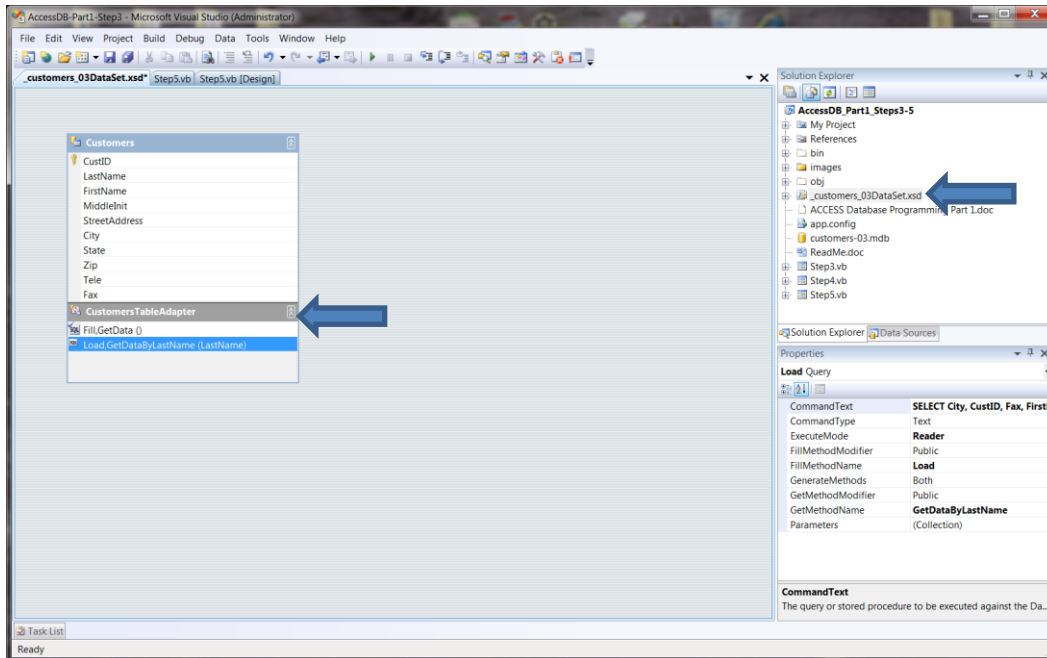 AccessDB-Part1-Step3 - Microsoft Visual Studio (Administrator)
File Edit View Project Build Debug Data Tools Window Help
_customers_03DataSet.xsd* Step5.vb Step5.vb [Design]
Customers
CustID
LastName
FirstName
MiddleInit
StreetAddress
City
State
Zip
Tele
Fax
CustomersTableAdapter
Fill,GetData ()
Load,GetDataByLastName (LastName)
Solution Explorer
AccessDB_Part1_Steps3-5
My Project
References
bin
images
obj
_customers_03DataSet.xsd
ACCESS Database Programming Part 1.doc
app.config
customers-03.mdb
ReadMe.doc
Step3.vb
Step4.vb
Step5.vb
Solution Explorer Data Sources
Properties
Load Query
CommandText SELECT City, CustID, Fax, First
CommandType Text
ExecuteMode Reader
FillMethodModifier Public
FillMethodName Load
GenerateMethods Both
GetMethodModifier Public
GetMethodName GetDataByLastName
Parameters (Collection)
CommandText
The query or stored procedure to be executed against the Da...
Task List
Ready